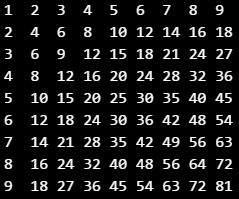 1 2 3 4 5 6 7 8 9
2 4 6 8 10 12 14 16 18
3 6 9 12 15 18 21 24 27
4 8 12 16 20 24 28 32 36
5 10 15 20 25 30 35 40 45
6 12 18 24 30 36 42 48 54
7 14 21 28 35 42 49 56 63
8 16 24 32 40 48 56 64 72
9 18 27 36 45 54 63 72 81